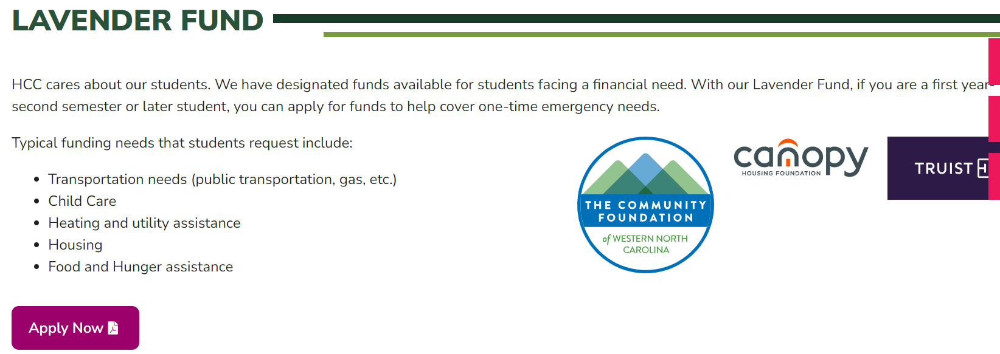 LAVENDER FUND
HCC cares about our students. We have designated funds available for students facing a financial need. With our Lavender Fund, if you are a first year-
second semester or later student, you can apply for funds to help cover one-time emergency needs.
Typical funding needs that students request include:
Transportation needs (public transportation, gas, etc.)
Child Care
Heating and utility assistance
Housing
Food and Hunger assistance
THE COMMUNITY
FOUNDATION
of WESTERN NORTH
CAROLINA
canopy
HOUSING FOUNDATION
TRUIST
Apply Now